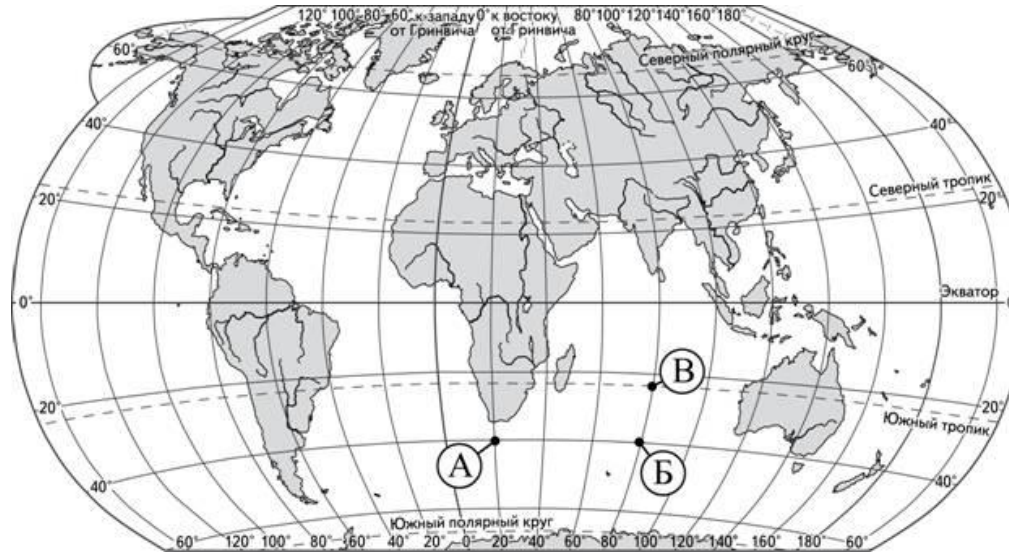 120° 100° 80° 60° к западу 0° к востоку 80°100°120°140° 160° 180°
от Гринвича от Гринвича
60°
Северный полярный круг
60°
40°
40°
Северный тропик
20°
20°
Экватор
0°
0
В
20°
20°
Южный тропик
А
Б
40°
40°
Южный полярный круг
60° 120° 100° 80° 60° 40° 20° 0° 20° 40° 60° 80° 100° 120° 140° 160° 180° 60°